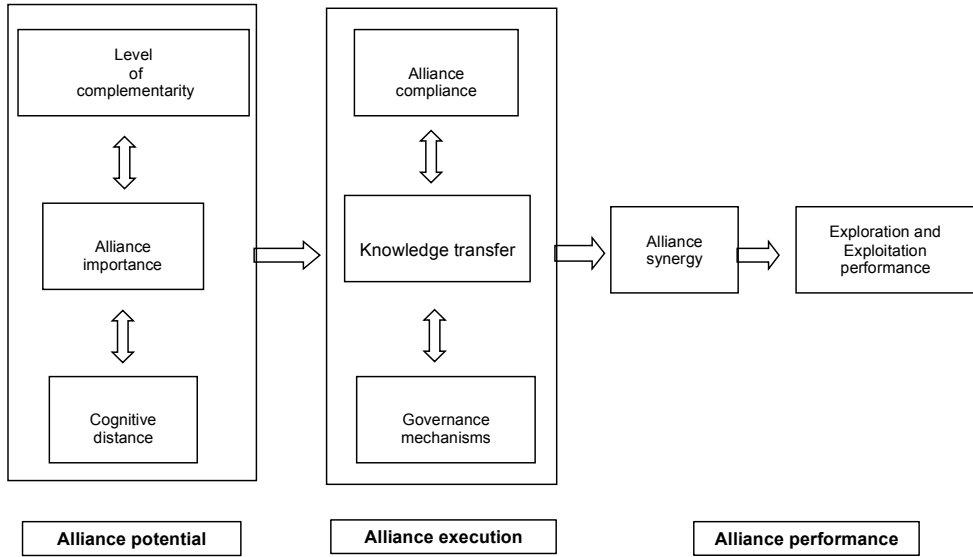 Level
of
complementarity
Alliance
importance
Cognitive
distance
Alliance
compliance
Knowledge transfer
Governance
mechanisms
Alliance
synergy
Exploration and
Exploitation
performance
Alliance potential
Alliance execution
Alliance performance